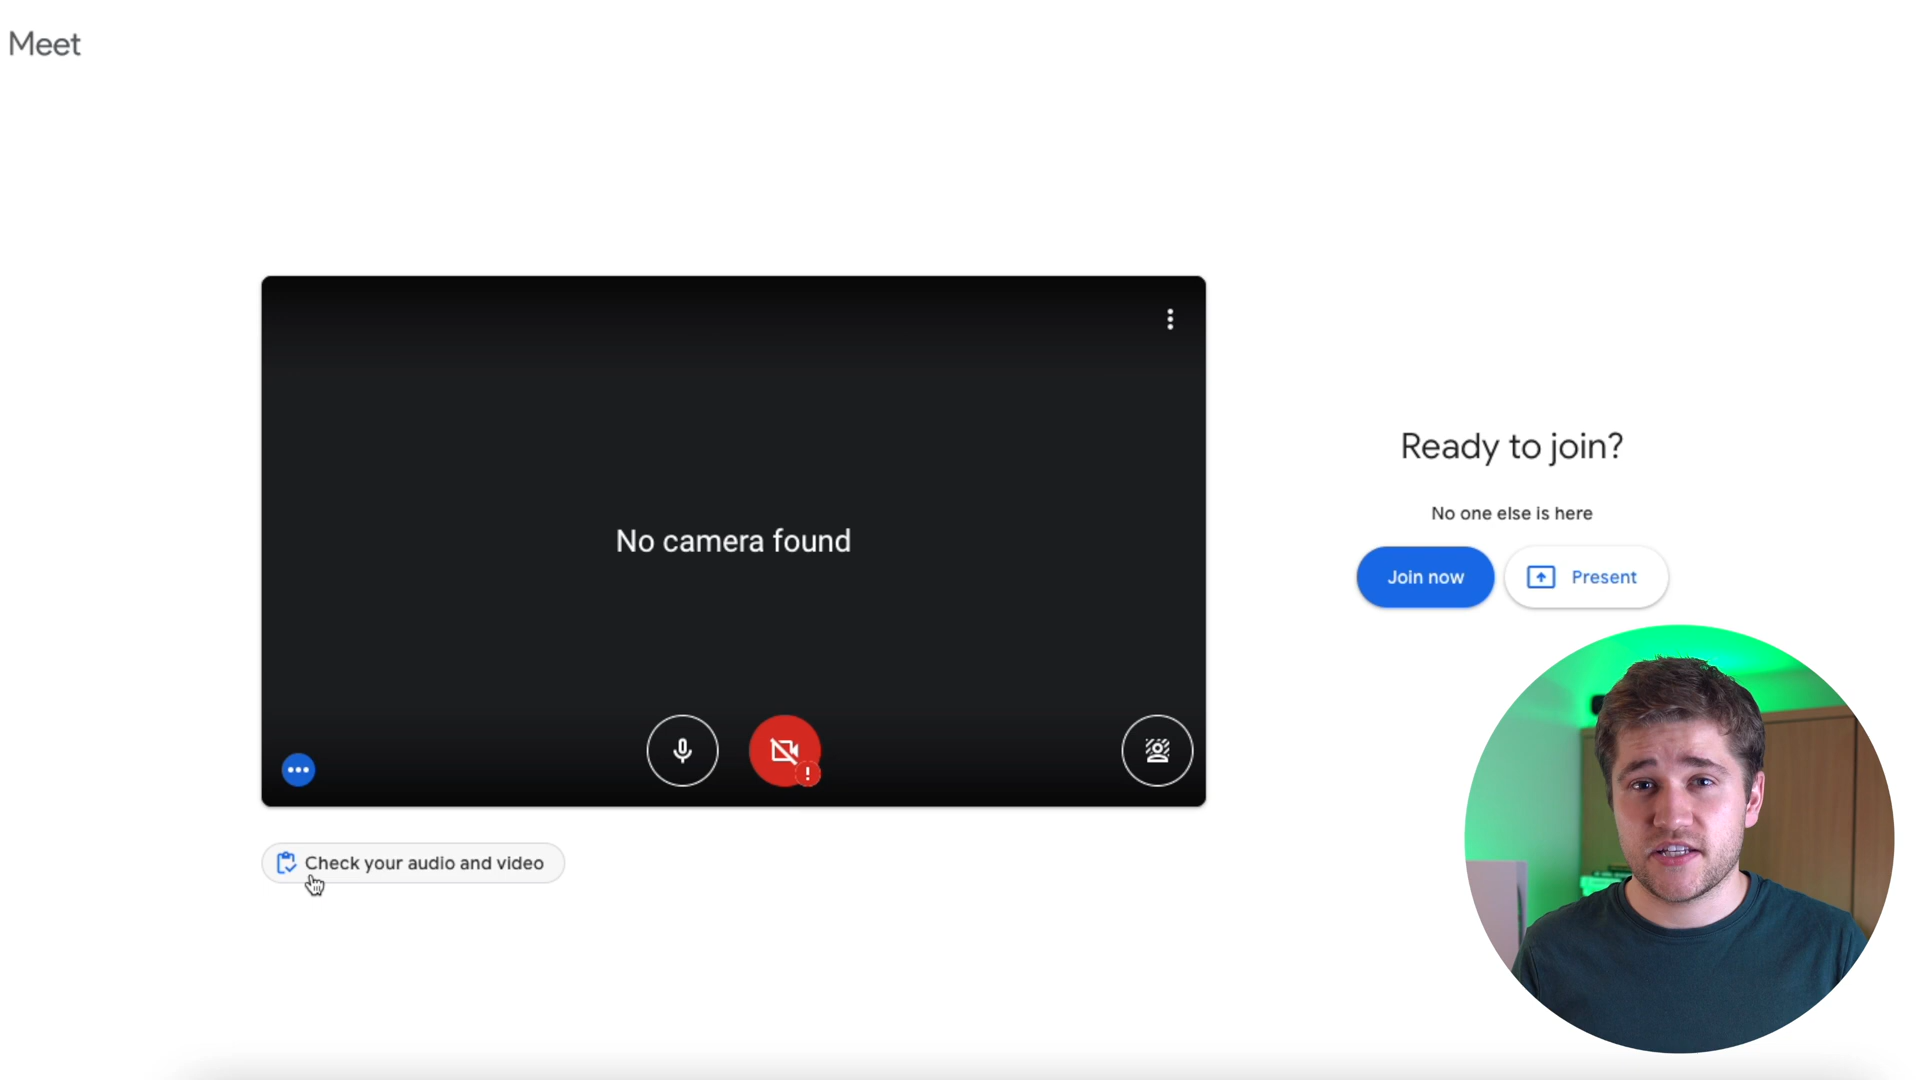 Meet
No camera found
Ready to join?
No one else is here
Join now
Present
Check your audio and video